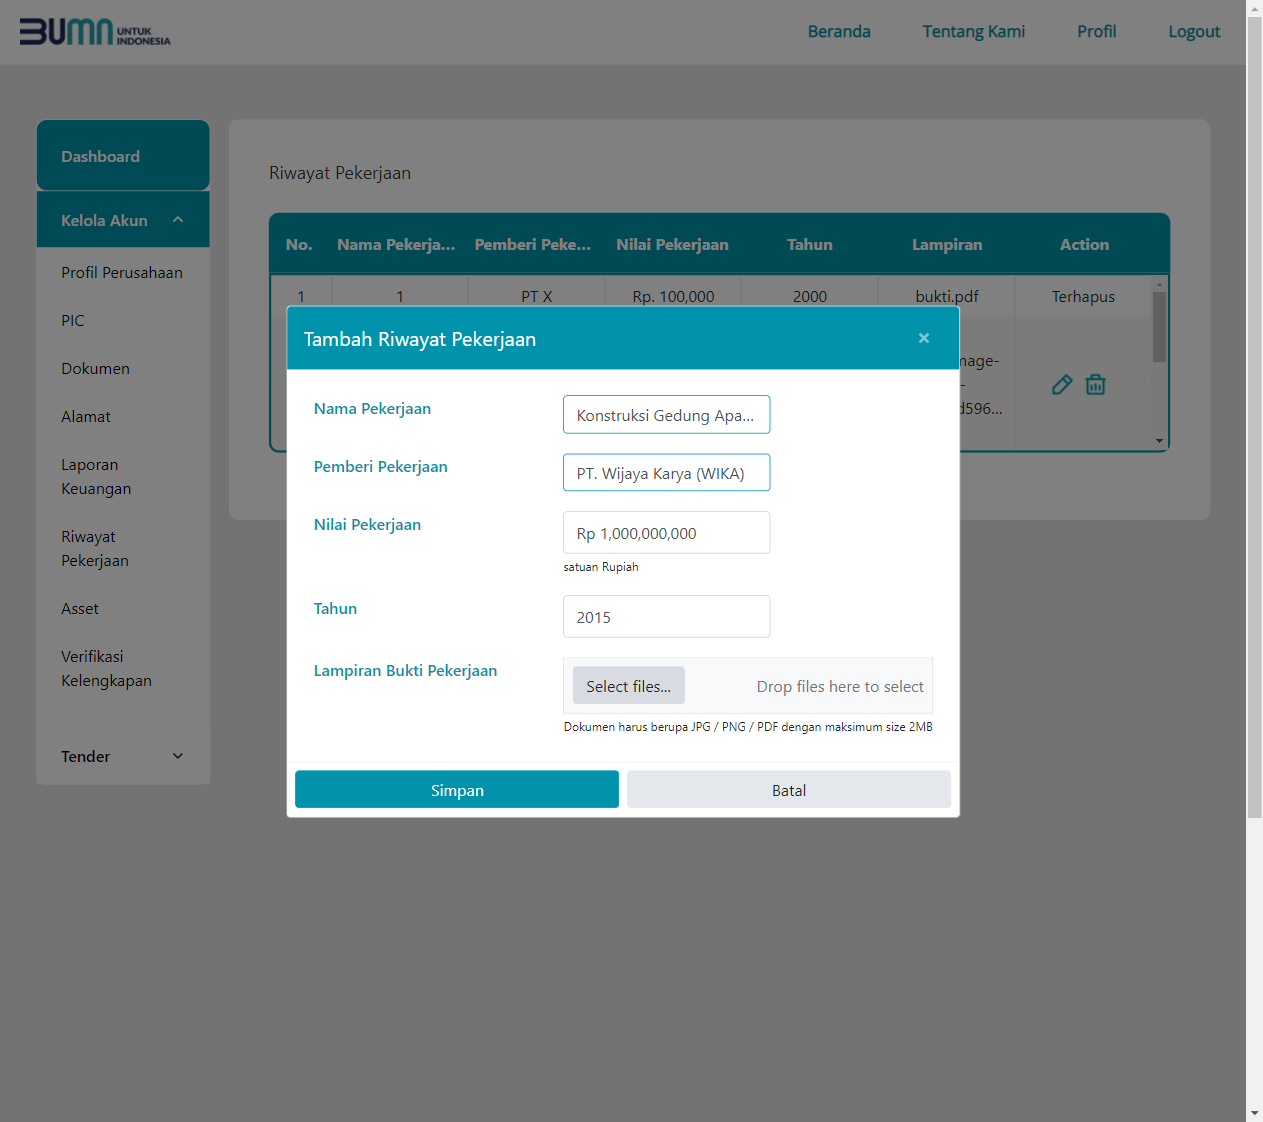 BUMN UNTUK INDONESIA
Beranda
Tentang Kami
Profil
Logout
Dashboard
Kelola Akun
Profil Perusahaan
PIC
Dokumen
Alamat
Laporan
Keuangan
Riwayat
Pekerjaan
Asset
Verifikasi
Kelengkapan
Tender
Riwayat Pekerjaan
No. Nama Pekerja... Pemberi Peke... Nilai Pekerjaan Tahun Lampiran Action
1 1 PT X Rp. 100,000 2000 bukti.pdf Terhapus
mage-
-
d596...
Tambah Riwayat Pekerjaan
Nama Pekerjaan
Konstruksi Gedung Apa...
Pemberi Pekerjaan
PT. Wijaya Karya (WIKA)
Nilai Pekerjaan
Rp 1,000,000,000
satuan Rupiah
Tahun
2015
Lampiran Bukti Pekerjaan
Select files...
Drop files here to select
Dokumen harus berupa JPG / PNG / PDF dengan maksimum size 2MB
Simpan
Batal